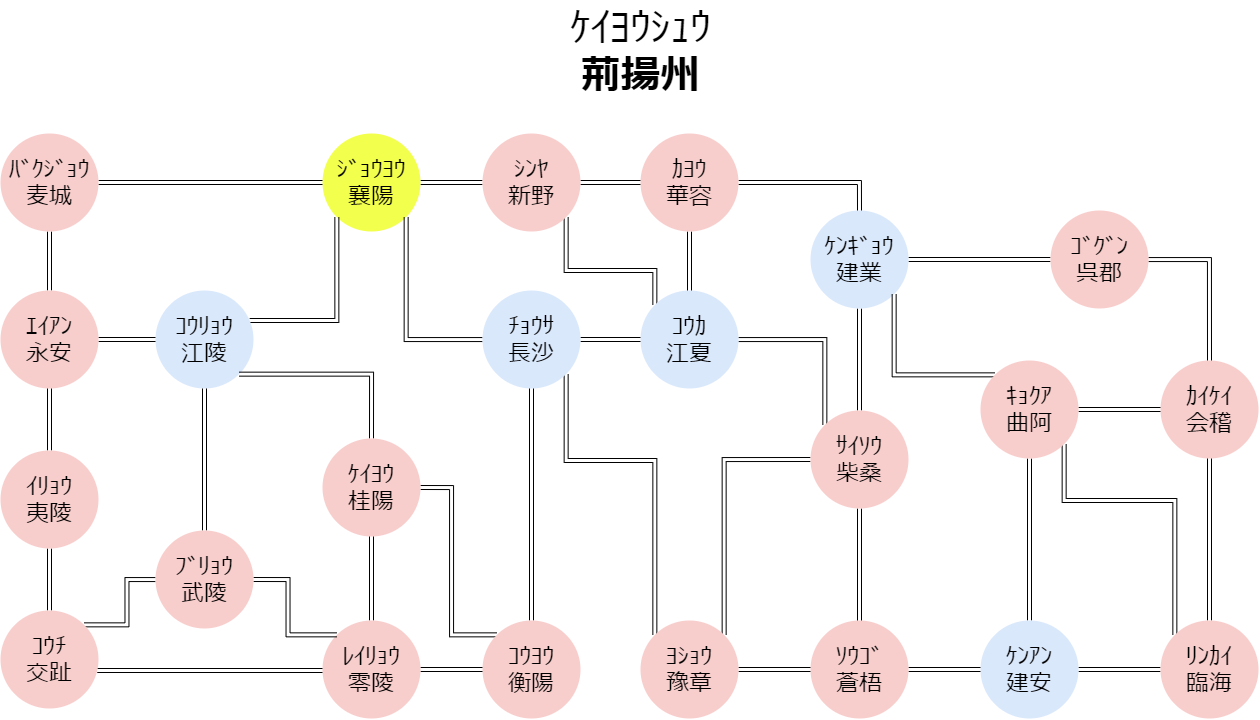 ｹｲﾖｳｼｭｳ
荊揚州
ﾊﾞｸｼﾞｮｳ
麦城
ｼﾞｮｳﾖｳ
襄陽
ｼﾝﾔ
新野
ｶﾖｳ
華容
ｹﾝｷﾞｮｳ
建業
ｺﾞｸﾞﾝ
呉郡
ｴｲｱﾝ
永安
ｺｳﾘｮｳ
江陵
ﾁｮｳｻ
長沙
ｺｳｶ
江夏
ｷｮｸｱ
曲阿
ｶｲｹｲ
会稽
ｻｲｿｳ
柴桑
ｲﾘｮｳ
夷陵
ｹｲﾖｳ
桂陽
ﾌﾞﾘｮｳ
武陵
ｺｳﾁ
交趾
ﾚｲﾘｮｳ
零陵
ｺｳﾖｳ
衡陽
ﾖｼｮｳ
豫章
ｿｳｺﾞ
蒼梧
ｹﾝｱﾝ
建安
ﾘﾝｶｲ
臨海